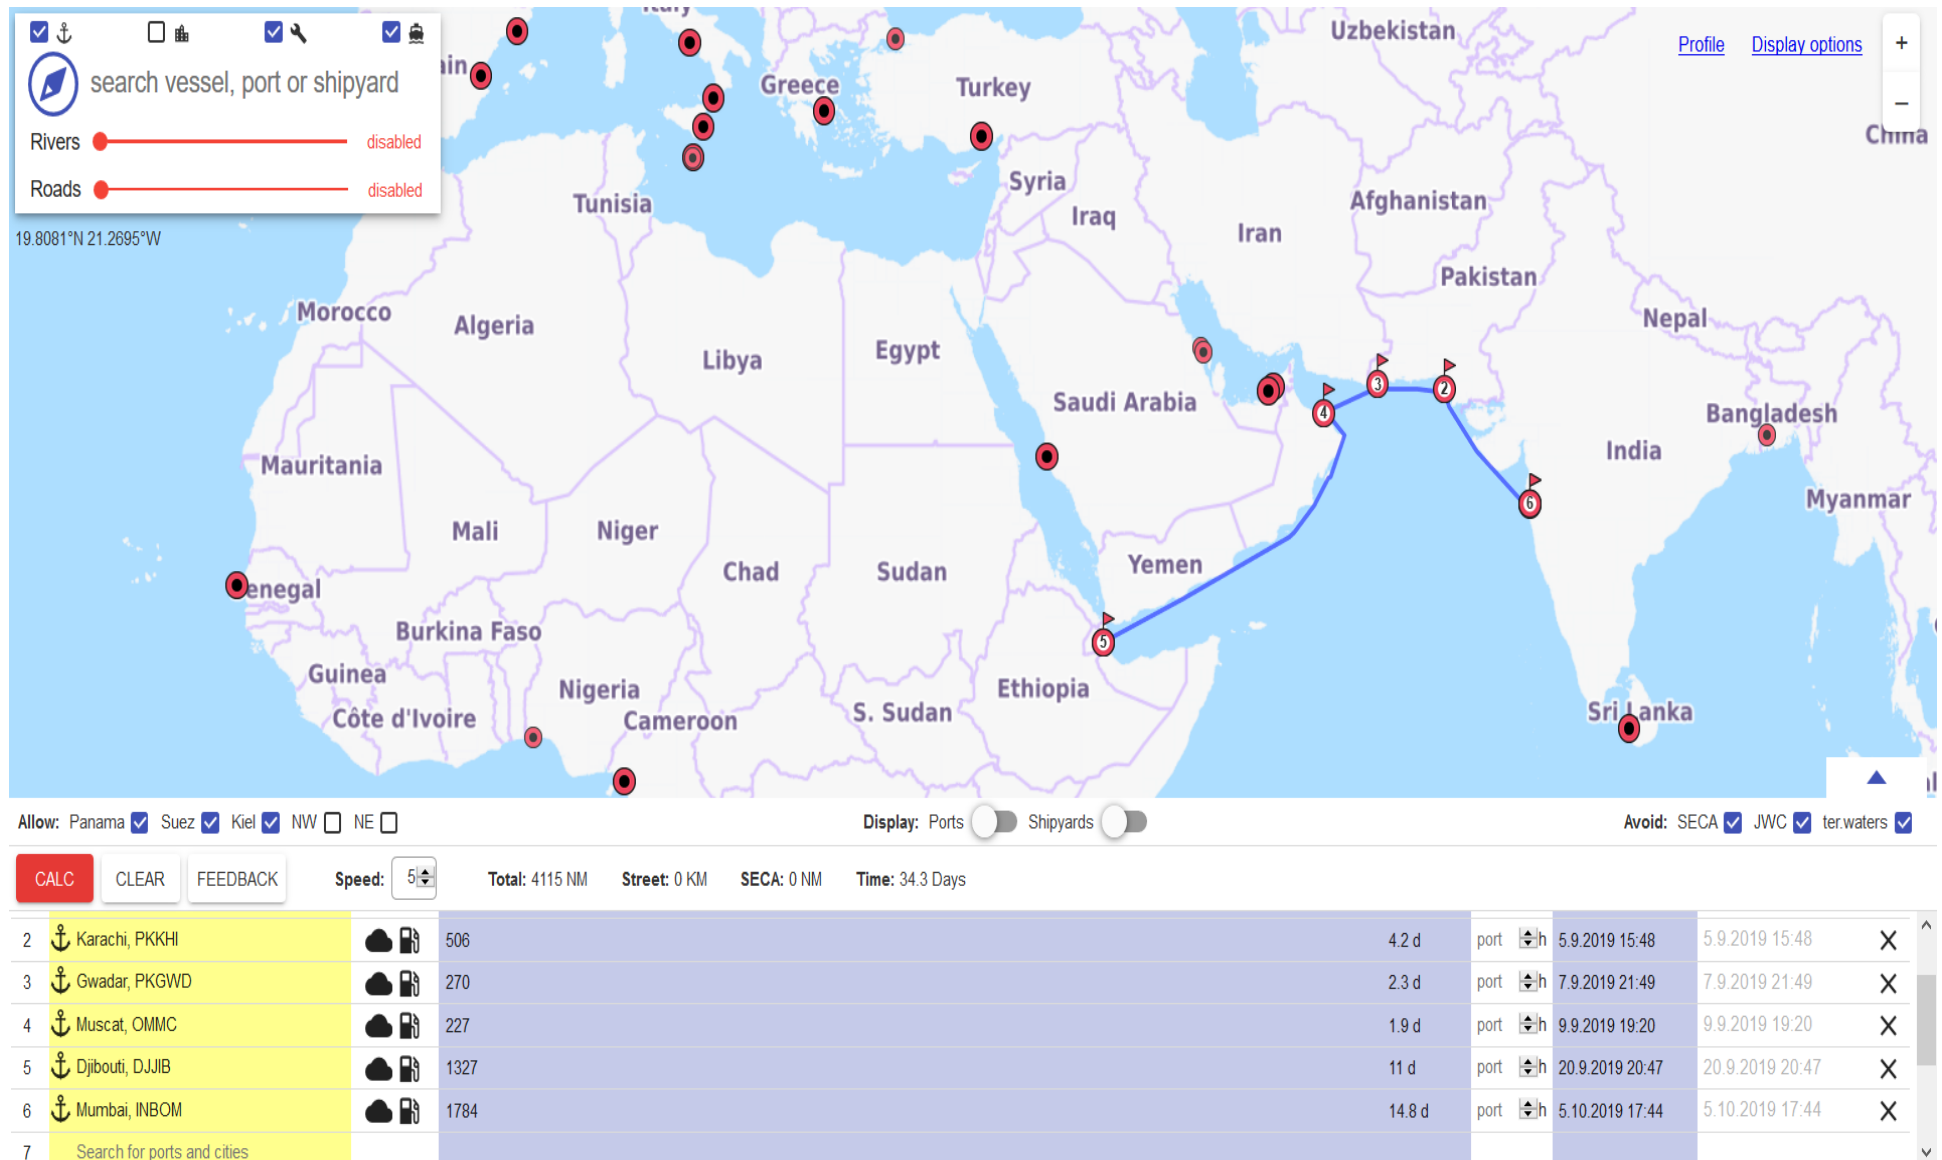 Italy
Uzbekistan
Profile Display options +
search vessel, port or shipyard
ain
Greece
Turkey
−
China
Rivers disabled
Roads disabled
Syria
Tunisia
Iraq
Afghanistan
Iran
19.8081°N 21.2695°W
Pakistan
Morocco
Algeria
Nepal
Libya
Egypt
3
2
Saudi Arabia
4
Bangladesh
India
Mauritania
Myanmar
6
Mali
Niger
Chad
Sudan
Yemen
enegal
Burkina Faso
5
Guinea
Nigeria
Ethiopia
Côte d'Ivoire
Cameroon
S. Sudan
Sri Lanka
Allow: Panama Suez Kiel NW NE Display: Ports Shipyards Avoid: SECA JWC ter.waters
CALC CLEAR FEEDBACK Speed: 5 Total: 4115 NM Street: 0 KM SECA: 0 NM Time: 34.3 Days
2 Karachi, PKKHI 506 4.2 d port h 5.9.2019 15:48 5.9.2019 15:48 X
3 Gwadar, PKGWD 270 2.3 d port h 7.9.2019 21:49 7.9.2019 21:49 X
4 Muscat, OMMC 227 1.9 d port h 9.9.2019 19:20 9.9.2019 19:20 X
5 Djibouti, DJJIB 1327 11 d port h 20.9.2019 20:47 20.9.2019 20:47 X
6 Mumbai, INBOM 1784 14.8 d port h 5.10.2019 17:44 5.10.2019 17:44 X
7 Search for ports and cities